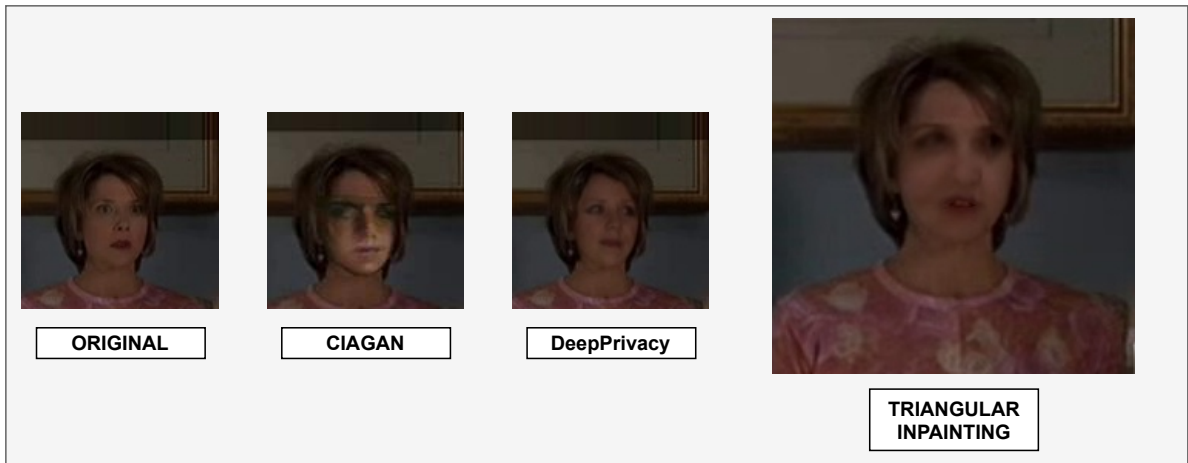 ORIGINAL
CIAGAN
DeepPrivacy
TRIANGULAR
INPAINTING